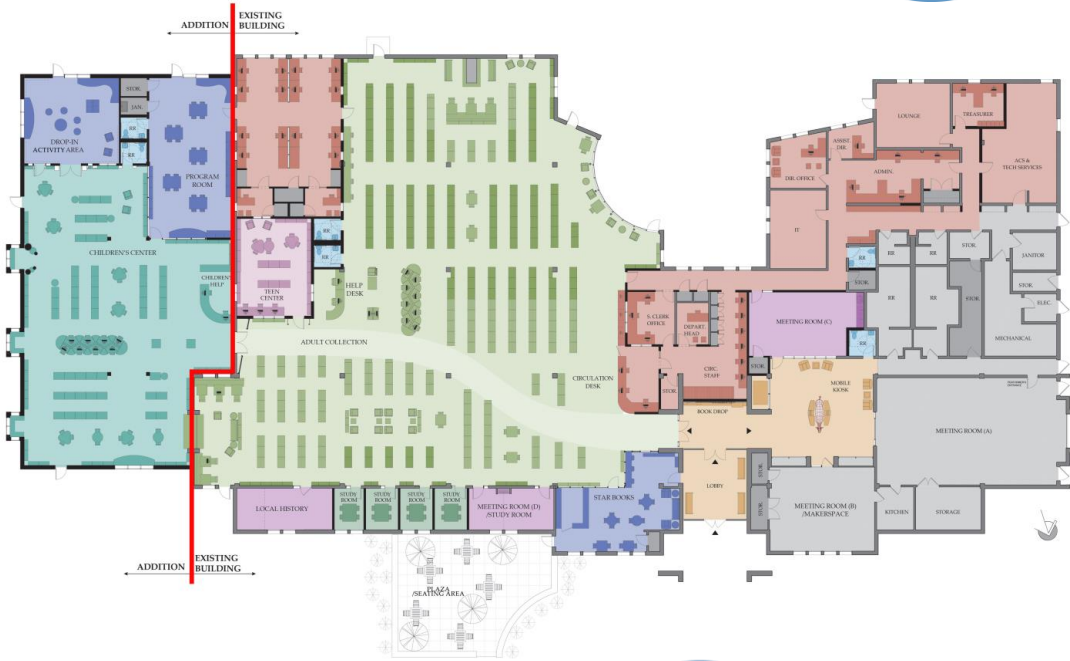 ADDITION
EXISTING
BUILDING
DROP-IN
ACTIVITY AREA
STOR.
JAN.
RR
RR
PROGRAM
ROOM
CHILDREN'S CENTER
CHILDREN'S
HELP
TEEN
CENTER
RR
RR
HELP
DESK
ADULT COLLECTION
CIRCULATION
DESK
S. CLERK
OFFICE
DEPART.
HEAD
CIRC.
STAFF
STOR.
LOUNGE
TREASURER
ASSIST.
DIR.
DIR. OFFICE
ADMIN.
ACS &
TECH SERVICES
IT
RR
STOR.
RR
RR
STOR.
JANITOR
STOR.
STOR.
ELEC.
RR
RR
MECHANICAL
MEETING ROOM (C)
RR
STOR.
MOBILE
KIOSK
BOOK DROP
LOBBY
MEETING ROOM (A)
STOR.
STOR.
MEETING ROOM (B)
/MAKERSPACE
KITCHEN
STORAGE
LOCAL HISTORY
STUDY
ROOM
STUDY
ROOM
STUDY
ROOM
STUDY
ROOM
MEETING ROOM (D)
/STUDY ROOM
STAR BOOKS
PLAZA
/SEATING AREA
ADDITION
EXISTING
BUILDING